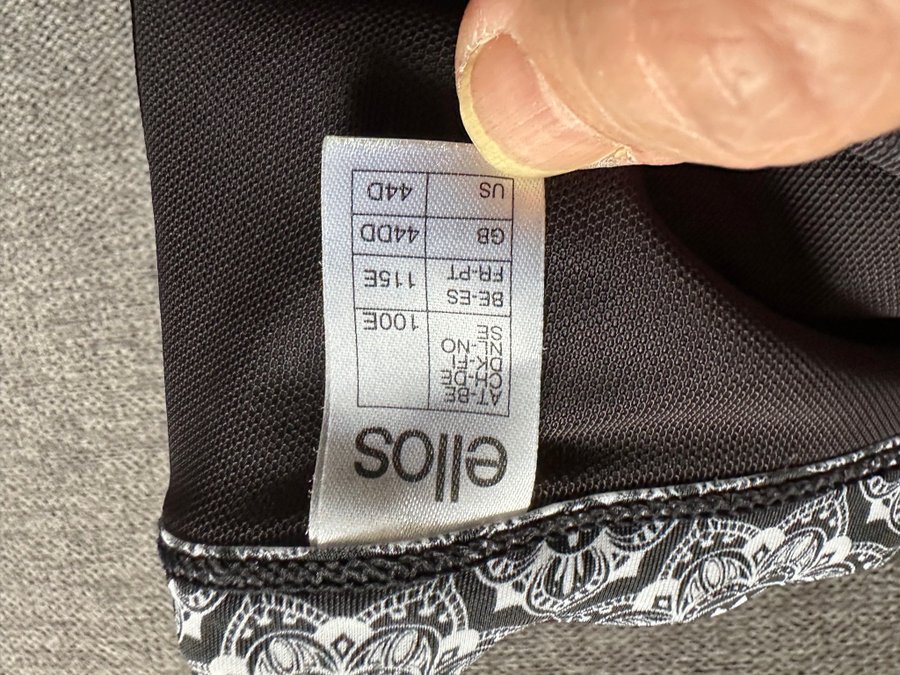 ellos
AT-BE
CH-DE
DK-FI
NL-NO
SE 100E
BE-ES
FR-PT 115E
GB 44DD
US 44D